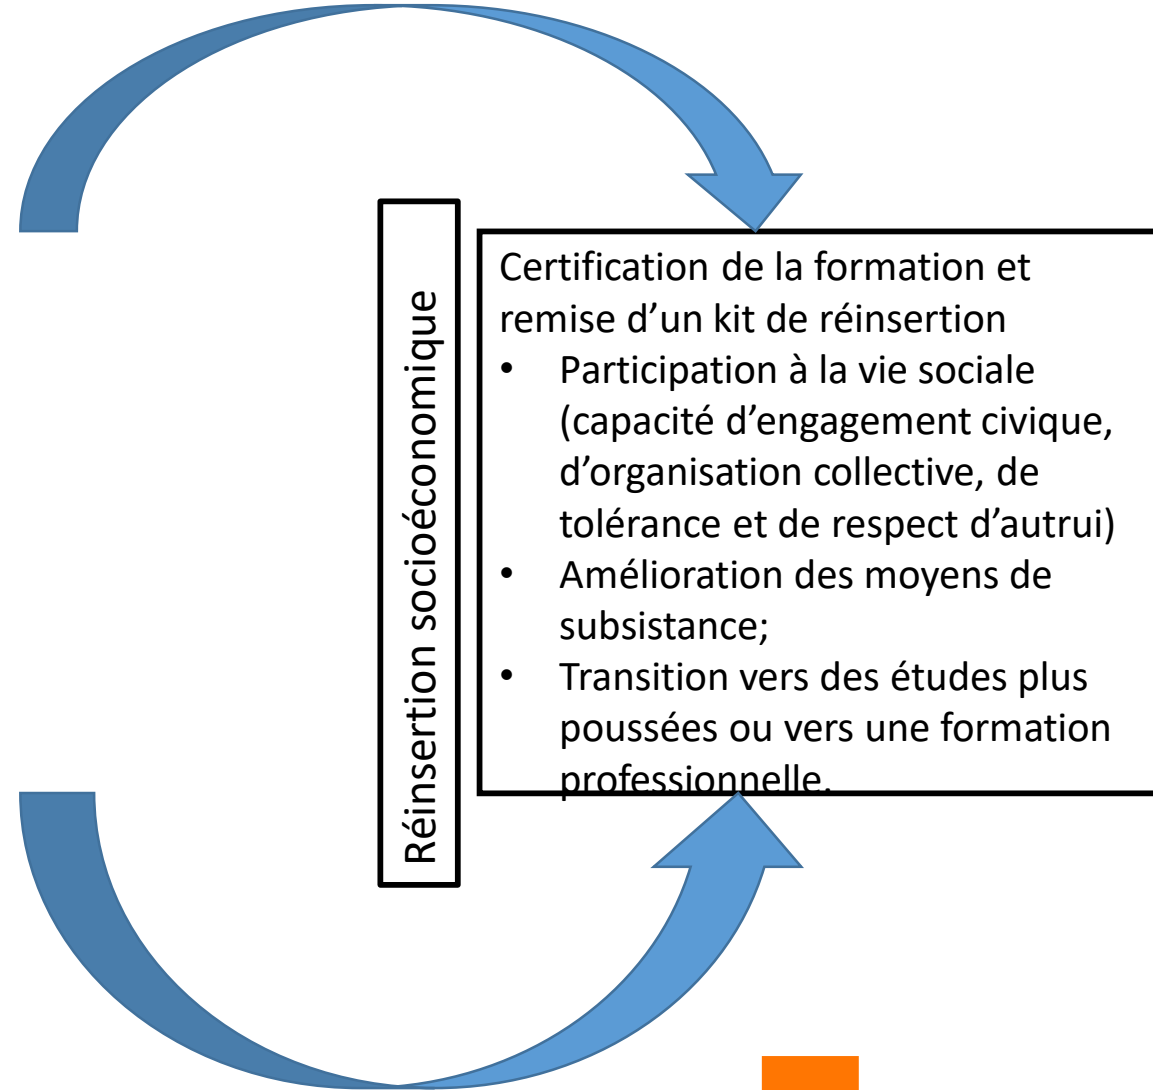 Réinsertion socioéconomique
Certification de la formation et
remise d’un kit de réinsertion
• Participation à la vie sociale
(capacité d’engagement civique,
d’organisation collective, de
tolérance et de respect d’autrui)
• Amélioration des moyens de
subsistance;
• Transition vers des études plus
poussées ou vers une formation
professionnelle.